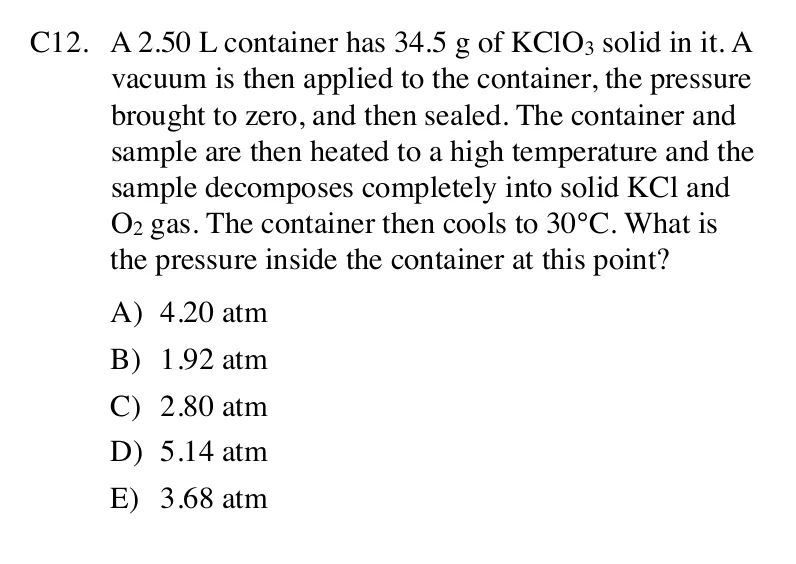 C12. A 2.50 L container has 34.5 g of KClO3 solid in it. A
vacuum is then applied to the container, the pressure
brought to zero, and then sealed. The container and
sample are then heated to a high temperature and the
sample decomposes completely into solid KCl and
O2 gas. The container then cools to 30°C. What is
the pressure inside the container at this point?
A) 4.20 atm
B) 1.92 atm
C) 2.80 atm
D) 5.14 atm
E) 3.68 atm